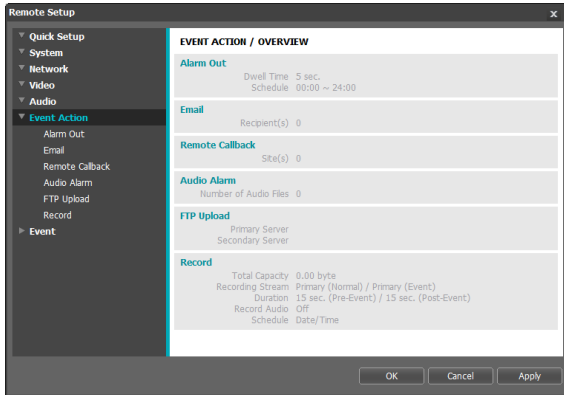 Remote Setup
x
Quick Setup
System
Network
Video
Audio
Event Action
Alarm Out
Email
Remote Callback
Audio Alarm
FTP Upload
Record
Event
EVENT ACTION / OVERVIEW
Alarm Out
Dwell Time 5 sec.
Schedule 00:00 ~ 24:00
Email
Recipient(s) 0
Remote Callback
Site(s) 0
Audio Alarm
Number of Audio Files 0
FTP Upload
Primary Server
Secondary Server
Record
Total Capacity 0.00 byte
Recording Stream Primary (Normal) / Primary (Event)
Duration 15 sec. (Pre-Event) / 15 sec. (Post-Event)
Record Audio Off
Schedule Date/Time
OK Cancel Apply